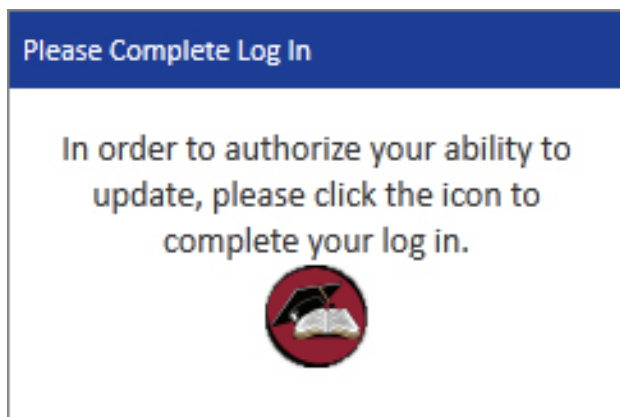 Please Complete Log In
In order to authorize your ability to
update, please click the icon to
complete your log in.